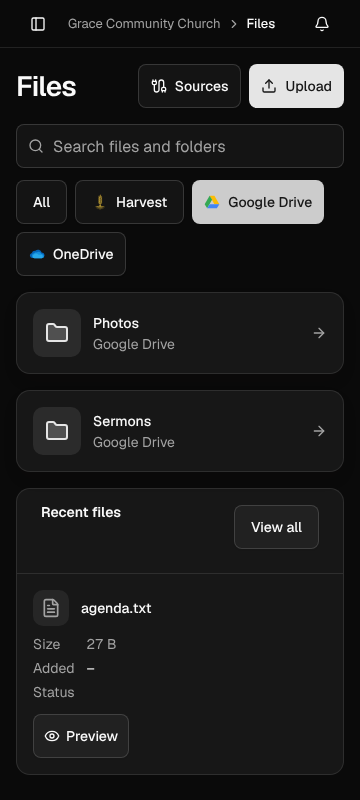 Grace Community Church > Files
Files
Sources
Upload
Search files and folders
All
Harvest
Google Drive
OneDrive
Photos
Google Drive
Sermons
Google Drive
Recent files
View all
agenda.txt
Size 27 B
Added –
Status
Preview